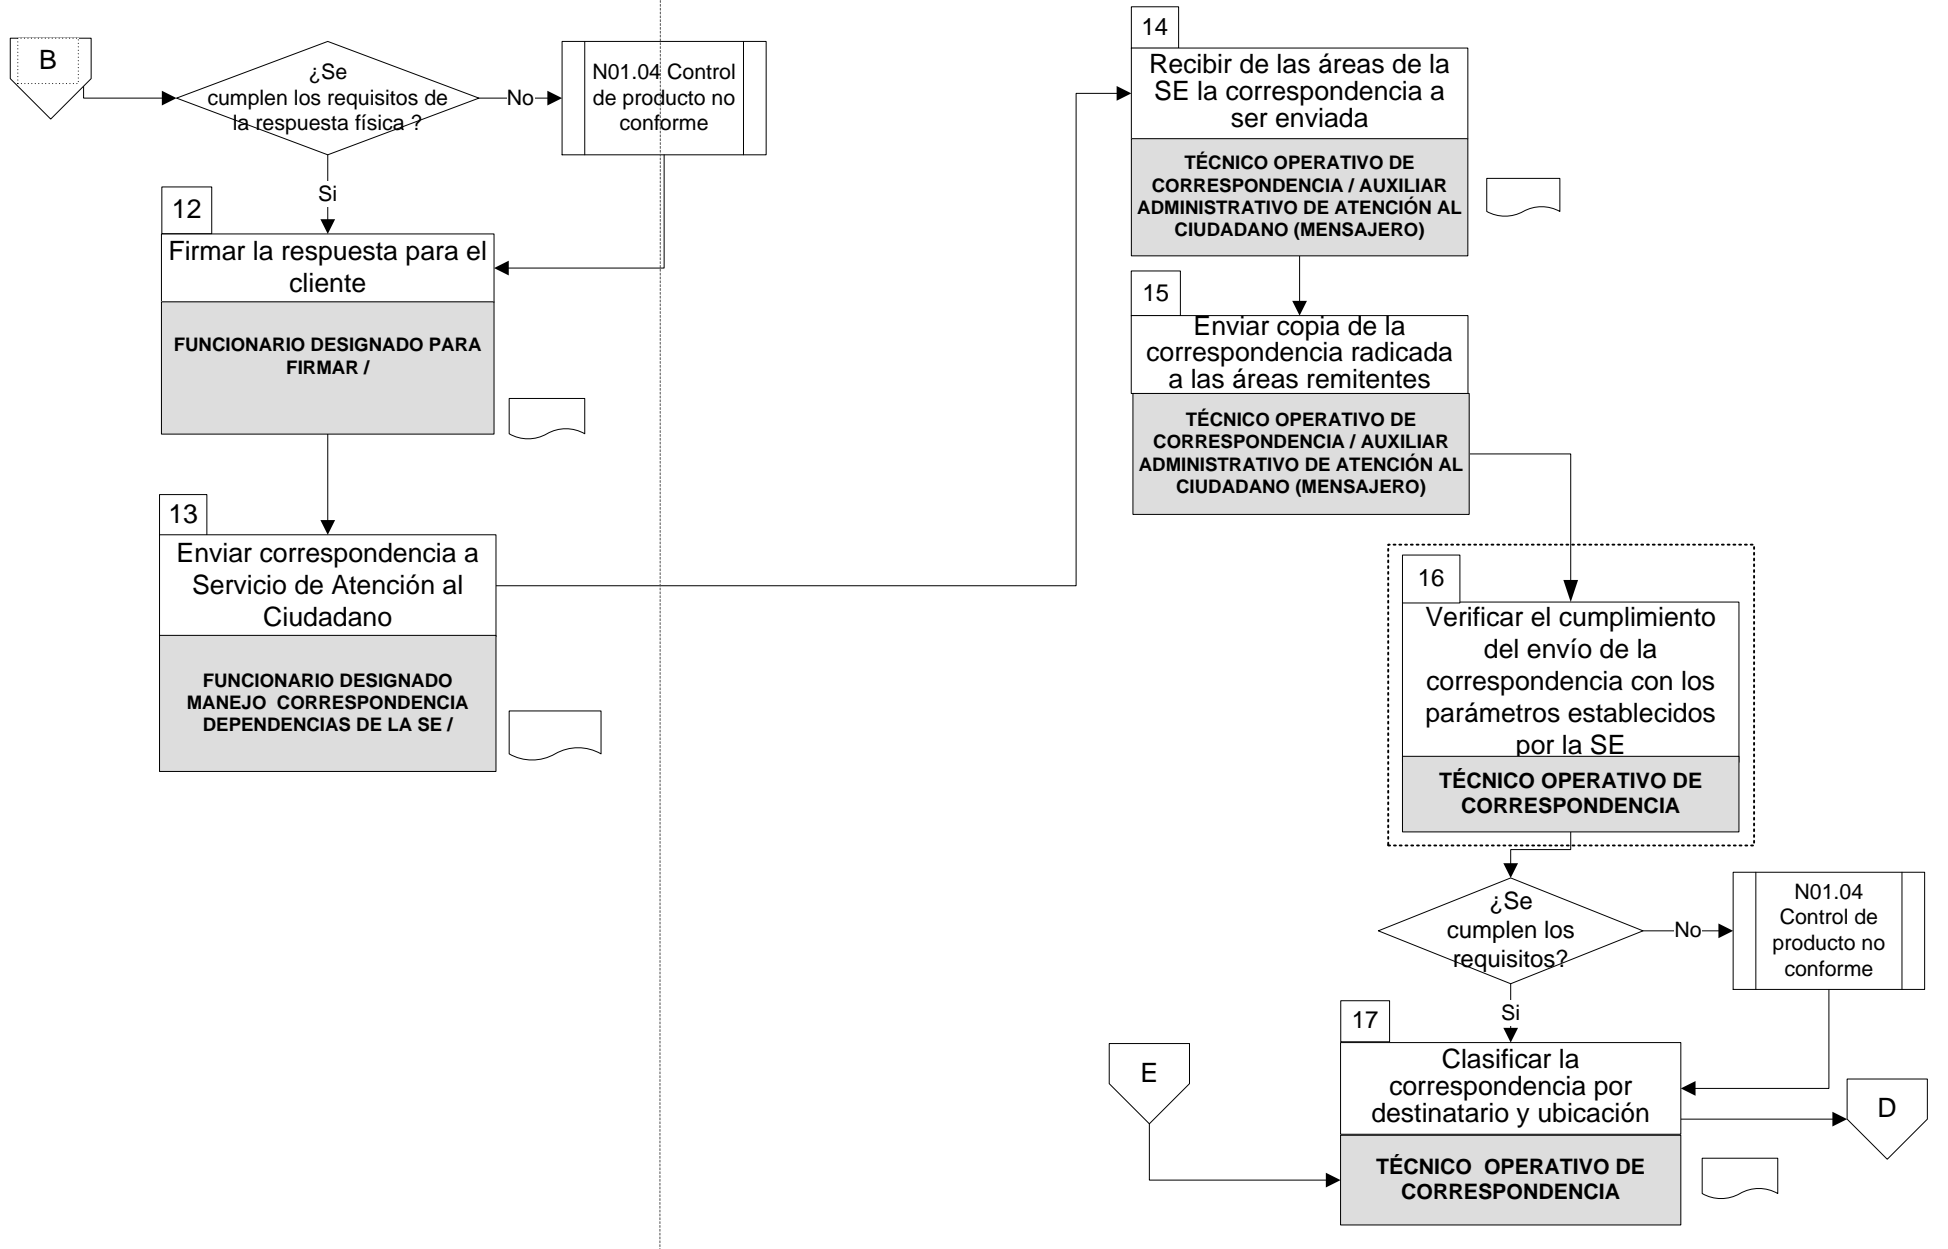 B
¿Se
cumplen los requisitos de
la respuesta física ?
No
N01.04 Control
de producto no
conforme
Si
12
Firmar la respuesta para el
cliente
FUNCIONARIO DESIGNADO PARA
FIRMAR /
13
Enviar correspondencia a
Servicio de Atención al
Ciudadano
FUNCIONARIO DESIGNADO
MANEJO CORRESPONDENCIA
DEPENDENCIAS DE LA SE /
14
Recibir de las áreas de la
SE la correspondencia a
ser enviada
TÉCNICO OPERATIVO DE
CORRESPONDENCIA / AUXILIAR
ADMINISTRATIVO DE ATENCIÓN AL
CIUDADANO (MENSAJERO)
15
Enviar copia de la
correspondencia radicada
a las áreas remitentes
TÉCNICO OPERATIVO DE
CORRESPONDENCIA / AUXILIAR
ADMINISTRATIVO DE ATENCIÓN AL
CIUDADANO (MENSAJERO)
16
Verificar el cumplimiento
del envío de la
correspondencia con los
parámetros establecidos
por la SE
TÉCNICO OPERATIVO DE
CORRESPONDENCIA
¿Se
cumplen los
requisitos?
No
N01.04
Control de
producto no
conforme
Si
17
Clasificar la
correspondencia por
destinatario y ubicación
TÉCNICO OPERATIVO DE
CORRESPONDENCIA
E
D